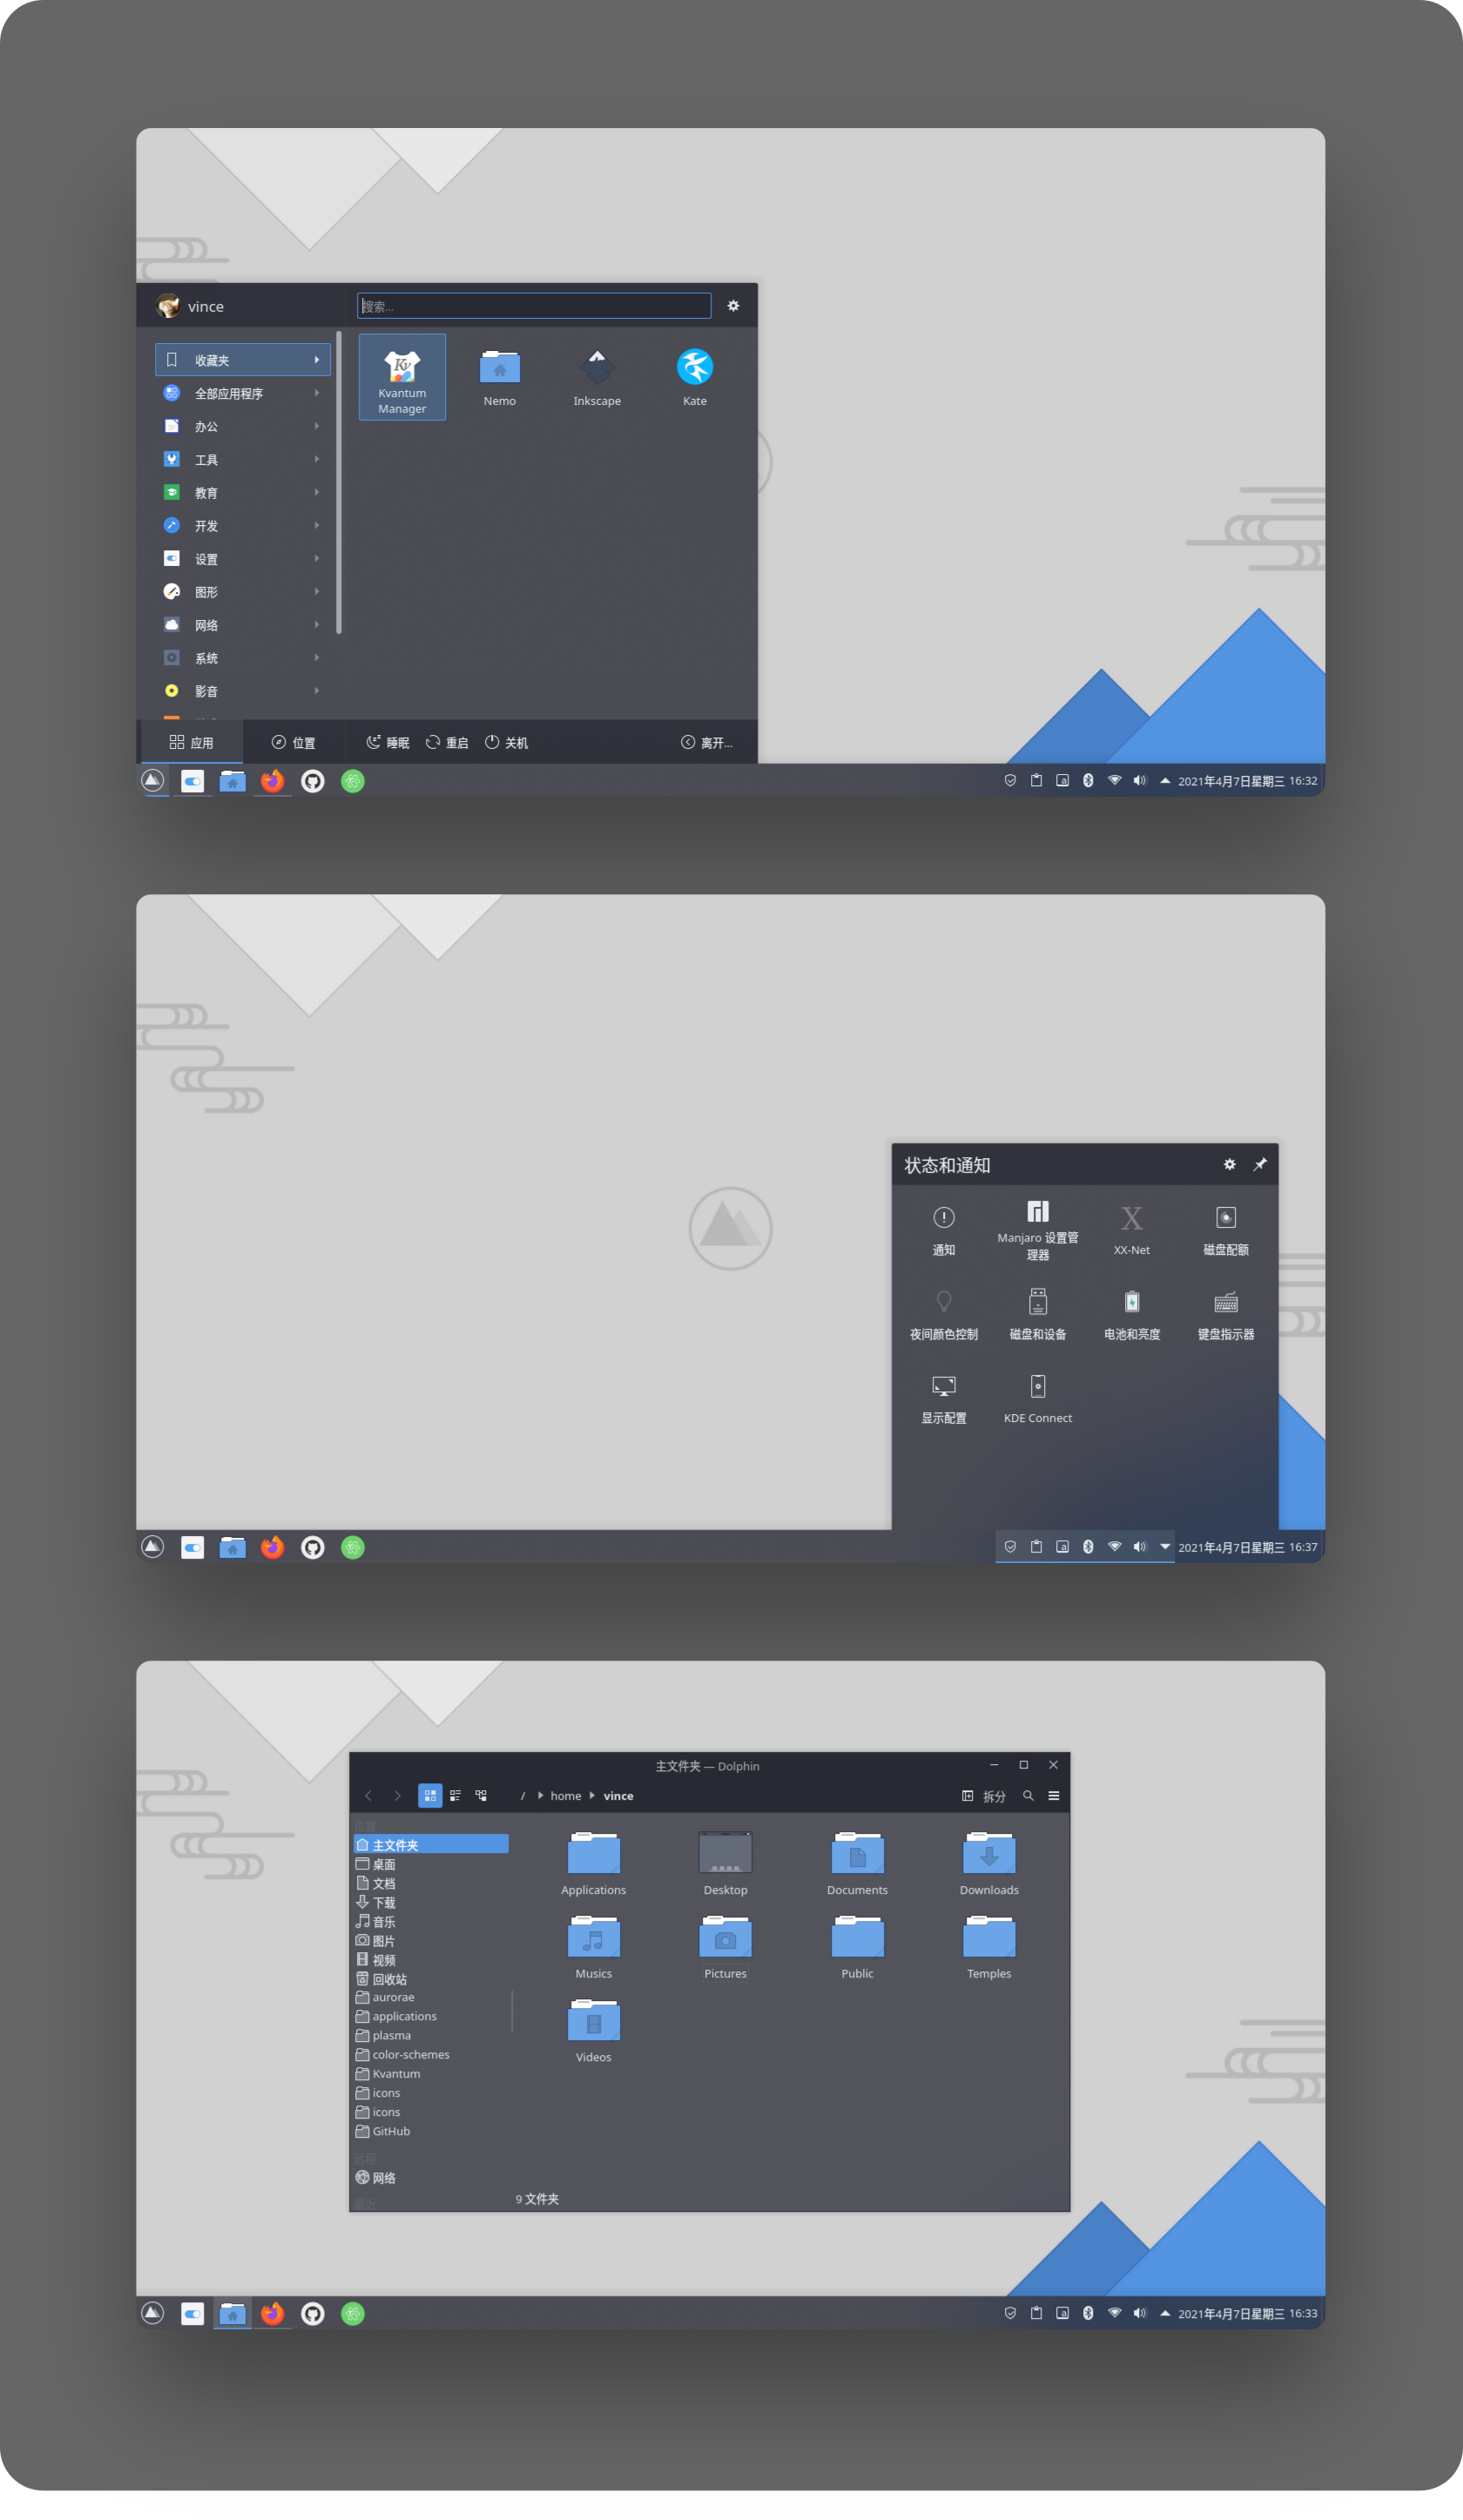 vince
搜索...
收藏夹
全部应用程序
办公
工具
教育
开发
设置
图形
网络
系统
影音
Kvantum
Manager
Nemo
Inkscape
Kate
应用
位置
睡眠
重启
关机
离开...
2021年4月7日星期三 16:32
状态和通知
通知
Manjaro 设置管
理器
XX-Net
磁盘配额
夜间颜色控制
磁盘和设备
电池和亮度
键盘指示器
显示配置
KDE Connect
2021年4月7日星期三 16:37
主文件夹 — Dolphin
/ home vince
拆分
位置
主文件夹
桌面
文档
下载
音乐
图片
视频
回收站
aurorae
applications
plasma
color-schemes
Kvantum
icons
icons
GitHub
远程
网络
最近
Applications
Desktop
Documents
Downloads
Musics
Pictures
Public
Temples
Videos
9 文件夹
2021年4月7日星期三 16:33